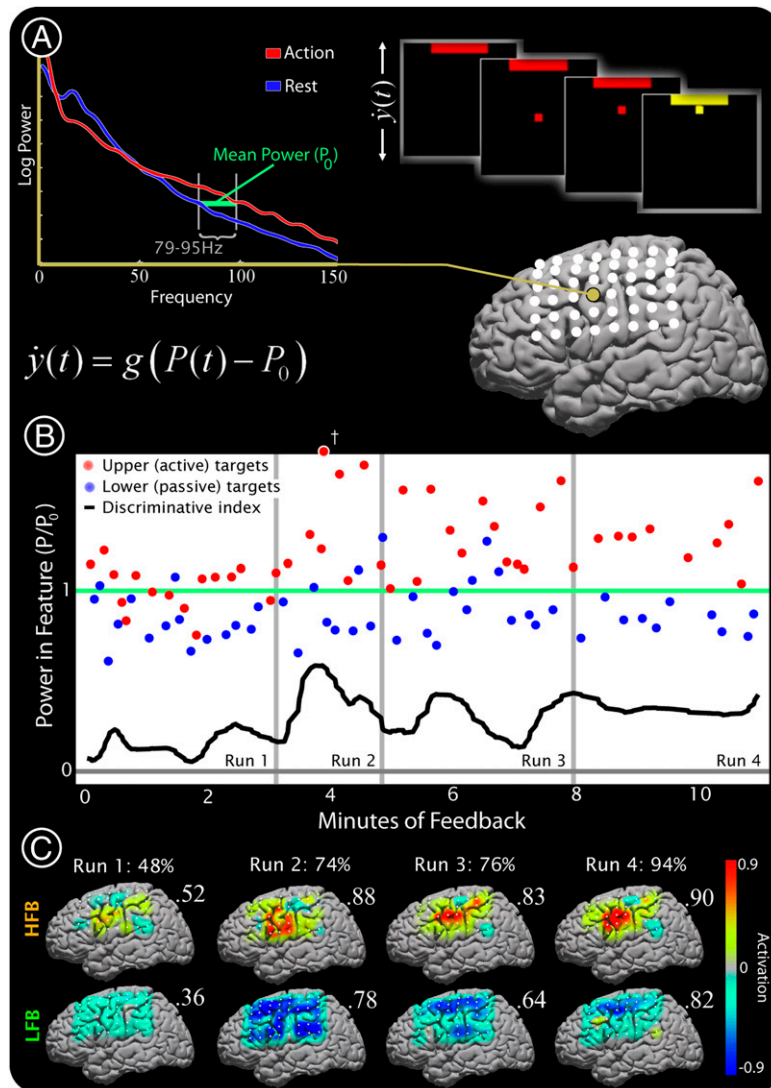 A
Action
Rest
Log Power
Mean Power (P0)
79-95Hz
0
50
100
150
Frequency
ẏ(t)
ẏ(t) = g(P(t) − P0)
B
†
Upper (active) targets
Lower (passive) targets
Discriminative index
Power in Feature (P/P0)
1
0
Run 1
Run 2
Run 3
Run 4
0
2
4
6
8
10
Minutes of Feedback
C
Run 1: 48%
Run 2: 74%
Run 3: 76%
Run 4: 94%
HFB
.52
.88
.83
.90
LFB
.36
.78
.64
.82
0.9
0
-0.9
Activation